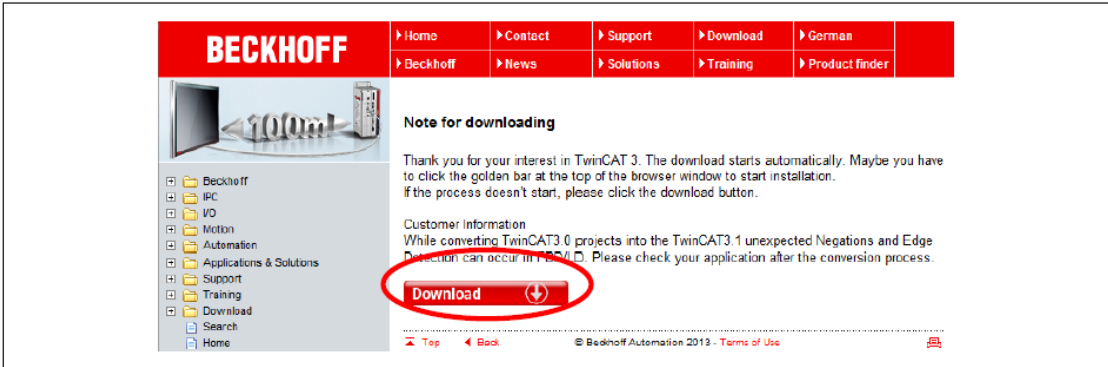 BECKHOFF
Home Contact Support Download German
Beckhoff News Solutions Training Product finder
100m
Note for downloading
Thank you for your interest in TwinCAT 3. The download starts automatically. Maybe you have
to click the golden bar at the top of the browser window to start installation.
If the process doesn't start, please click the download button.
Customer Information
While converting TwinCAT3.0 projects into the TwinCAT3.1 unexpected Negations and Edge
Detection can occur in FBD/LD. Please check your application after the conversion process.
Download
Beckhoff
IPC
I/O
Motion
Automation
Applications & Solutions
Support
Training
Download
Search
Home
Top Back © Beckhoff Automation 2013 - Terms of Use